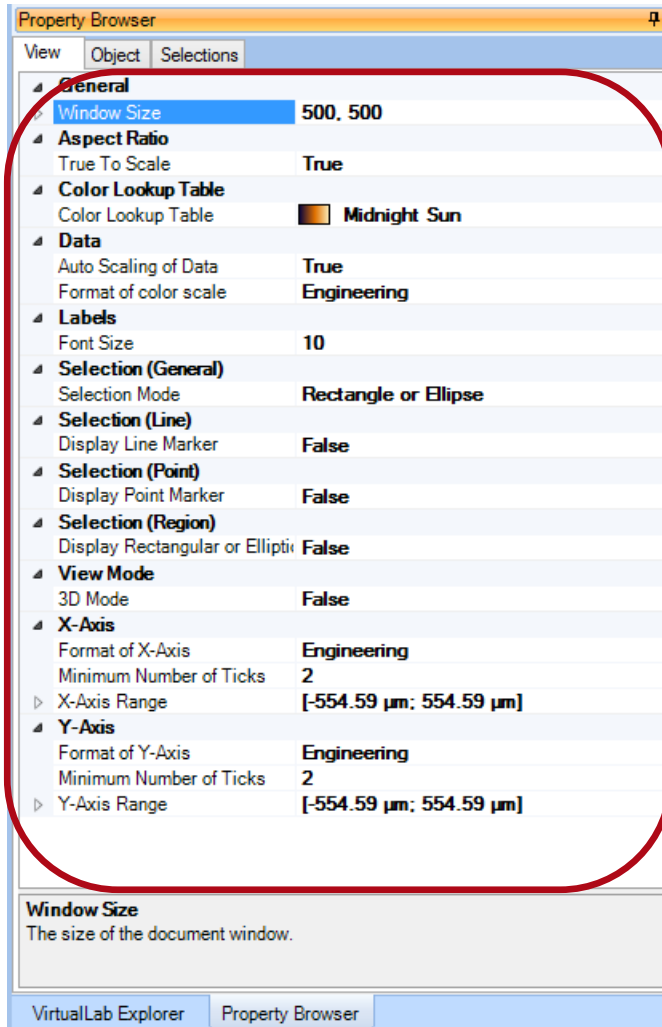 Property Browser
View Object Selections
General
Window Size 500, 500
Aspect Ratio
True To Scale True
Color Lookup Table
Color Lookup Table Midnight Sun
Data
Auto Scaling of Data True
Format of color scale Engineering
Labels
Font Size 10
Selection (General)
Selection Mode Rectangle or Ellipse
Selection (Line)
Display Line Marker False
Selection (Point)
Display Point Marker False
Selection (Region)
Display Rectangular or Elliptic False
View Mode
3D Mode False
X-Axis
Format of X-Axis Engineering
Minimum Number of Ticks 2
X-Axis Range [-554.59 µm; 554.59 µm]
Y-Axis
Format of Y-Axis Engineering
Minimum Number of Ticks 2
Y-Axis Range [-554.59 µm; 554.59 µm]
Window Size
The size of the document window.
VirtualLab Explorer Property Browser